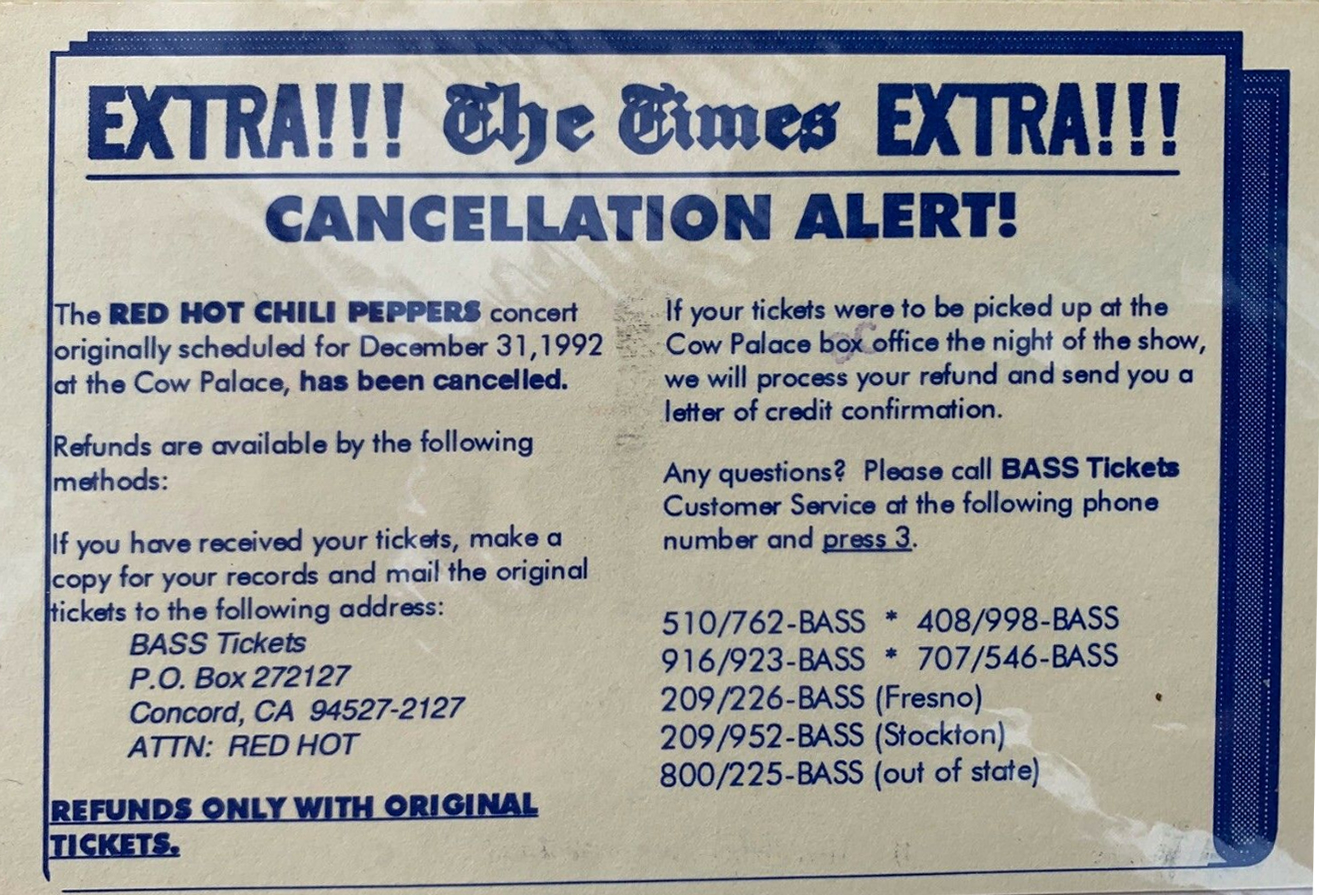 EXTRA!!! The Times EXTRA!!!
CANCELLATION ALERT!
The RED HOT CHILI PEPPERS concert
originally scheduled for December 31,1992
at the Cow Palace, has been cancelled.
Refunds are available by the following
methods:
If you have received your tickets, make a
copy for your records and mail the original
tickets to the following address:
BASS Tickets
P.O. Box 272127
Concord, CA 94527-2127
ATTN: RED HOT
REFUNDS ONLY WITH ORIGINAL
TICKETS.
If your tickets were to be picked up at the
Cow Palace box office the night of the show,
we will process your refund and send you a
letter of credit confirmation.
Any questions? Please call BASS Tickets
Customer Service at the following phone
number and press 3.
510/762-BASS * 408/998-BASS
916/923-BASS * 707/546-BASS
209/226-BASS (Fresno)
209/952-BASS (Stockton)
800/225-BASS (out of state)